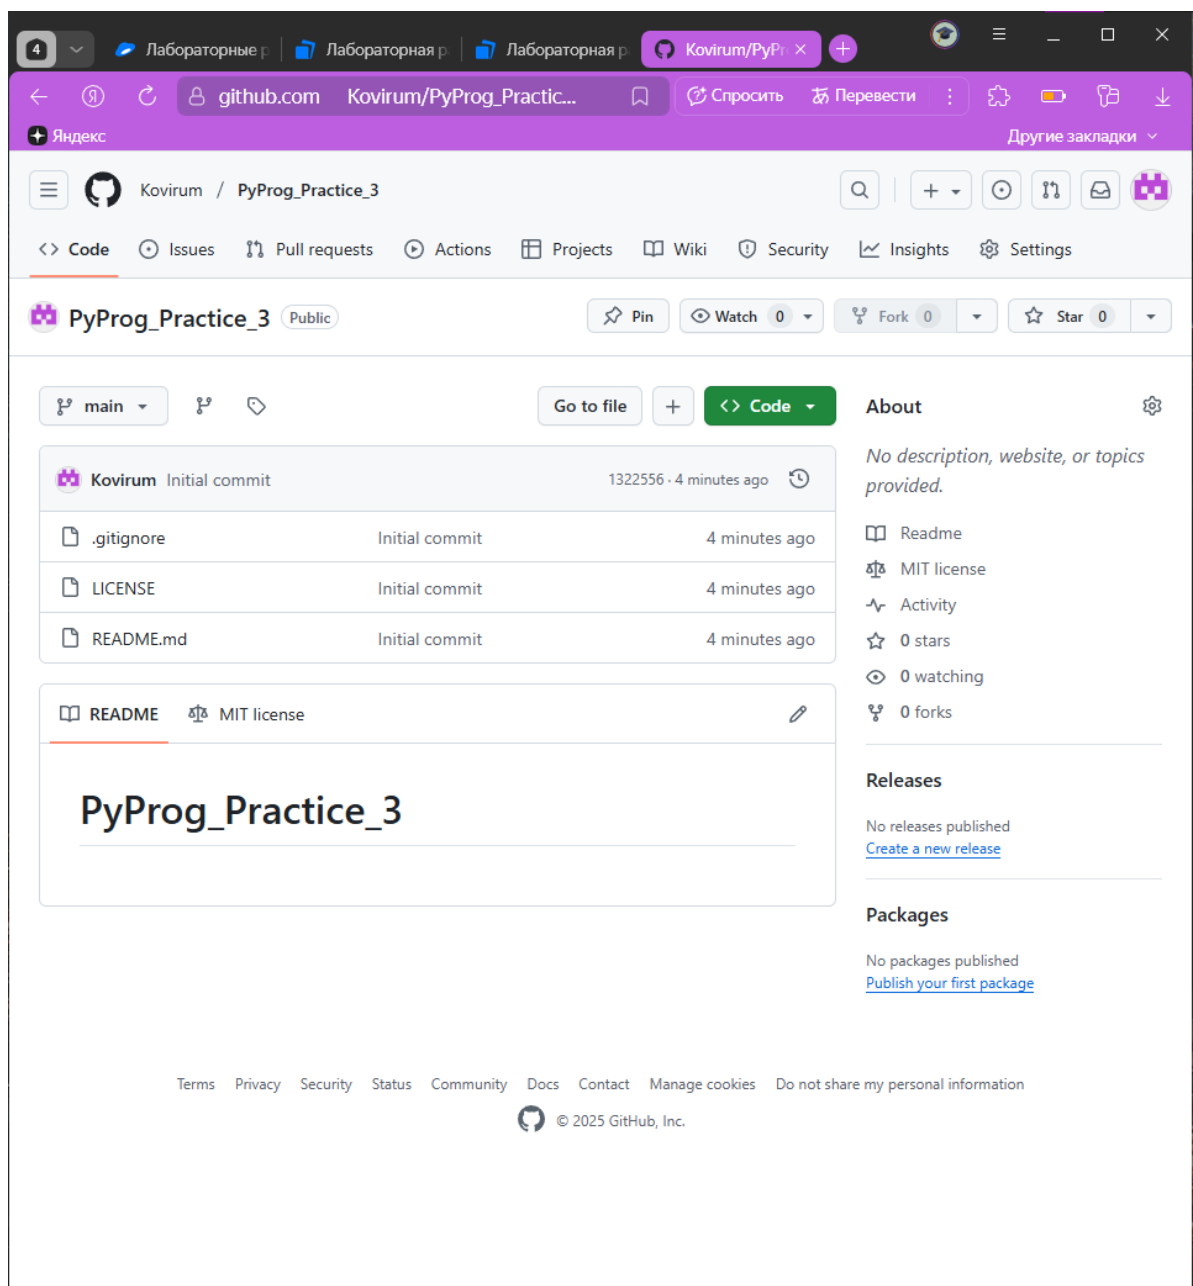 4 Лабораторные р Лабораторная р Лабораторная р Kovirum/PyPr
github.com Kovirum/PyProg_Practic... Спросить Перевести
Яндекс Другие закладки
Kovirum / PyProg_Practice_3
Code Issues Pull requests Actions Projects Wiki Security Insights Settings
PyProg_Practice_3 Public Pin Watch 0 Fork 0 Star 0
main Go to file Code
Kovirum Initial commit 1322556 · 4 minutes ago
.gitignore Initial commit 4 minutes ago
LICENSE Initial commit 4 minutes ago
README.md Initial commit 4 minutes ago
README MIT license
PyProg_Practice_3
About
No description, website, or topics
provided.
Readme
MIT license
Activity
0 stars
0 watching
0 forks
Releases
No releases published
Create a new release
Packages
No packages published
Publish your first package
Terms Privacy Security Status Community Docs Contact Manage cookies Do not share my personal information
© 2025 GitHub, Inc.